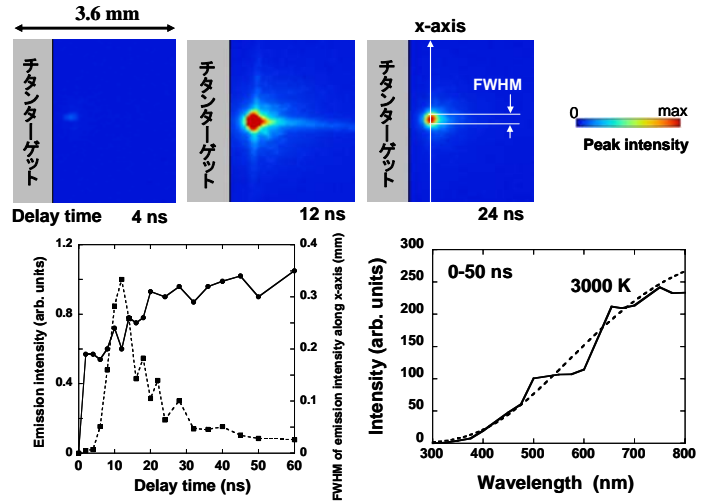 3.6 mm
x-axis
チタンターゲット
チタンターゲット
チタンターゲット
FWHM
0
max
Peak intensity
Delay time
4 ns
12 ns
24 ns
1.2
0.8
0.4
0
0.4
0.3
0.2
0.1
0
0
10
20
30
40
50
60
Emission intensity (arb. units)
FWHM of emission intensity along x-axis (mm)
Delay time (ns)
300
250
200
150
100
50
0
0-50 ns
3000 K
300
400
500
600
700
800
Intensity (arb. units)
Wavelength (nm)